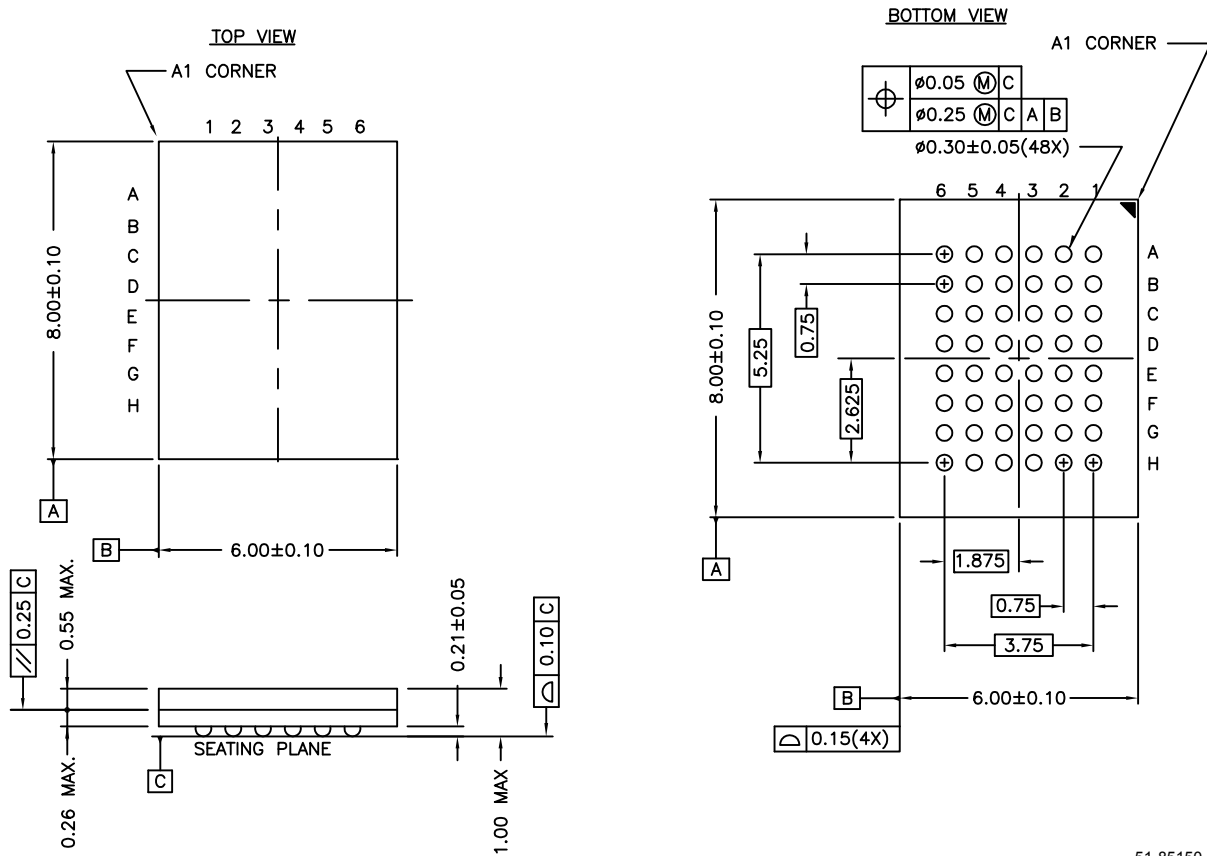 TOP VIEW
A1 CORNER
1 2 3 4 5 6
A
B
C
D
E
F
G
H
8.00±0.10
A
B
6.00±0.10
// 0.25 C
0.55 MAX.
0.21±0.05
0.10 C
SEATING PLANE
C
0.26 MAX.
1.00 MAX
BOTTOM VIEW
A1 CORNER
ø0.05 Ⓜ C
ø0.25 Ⓜ C A B
ø0.30±0.05(48X)
6 5 4 3 2 1
A
B
C
D
E
F
G
H
8.00±0.10
5.25
0.75
2.625
A
1.875
0.75
3.75
B
6.00±0.10
0.15(4X)